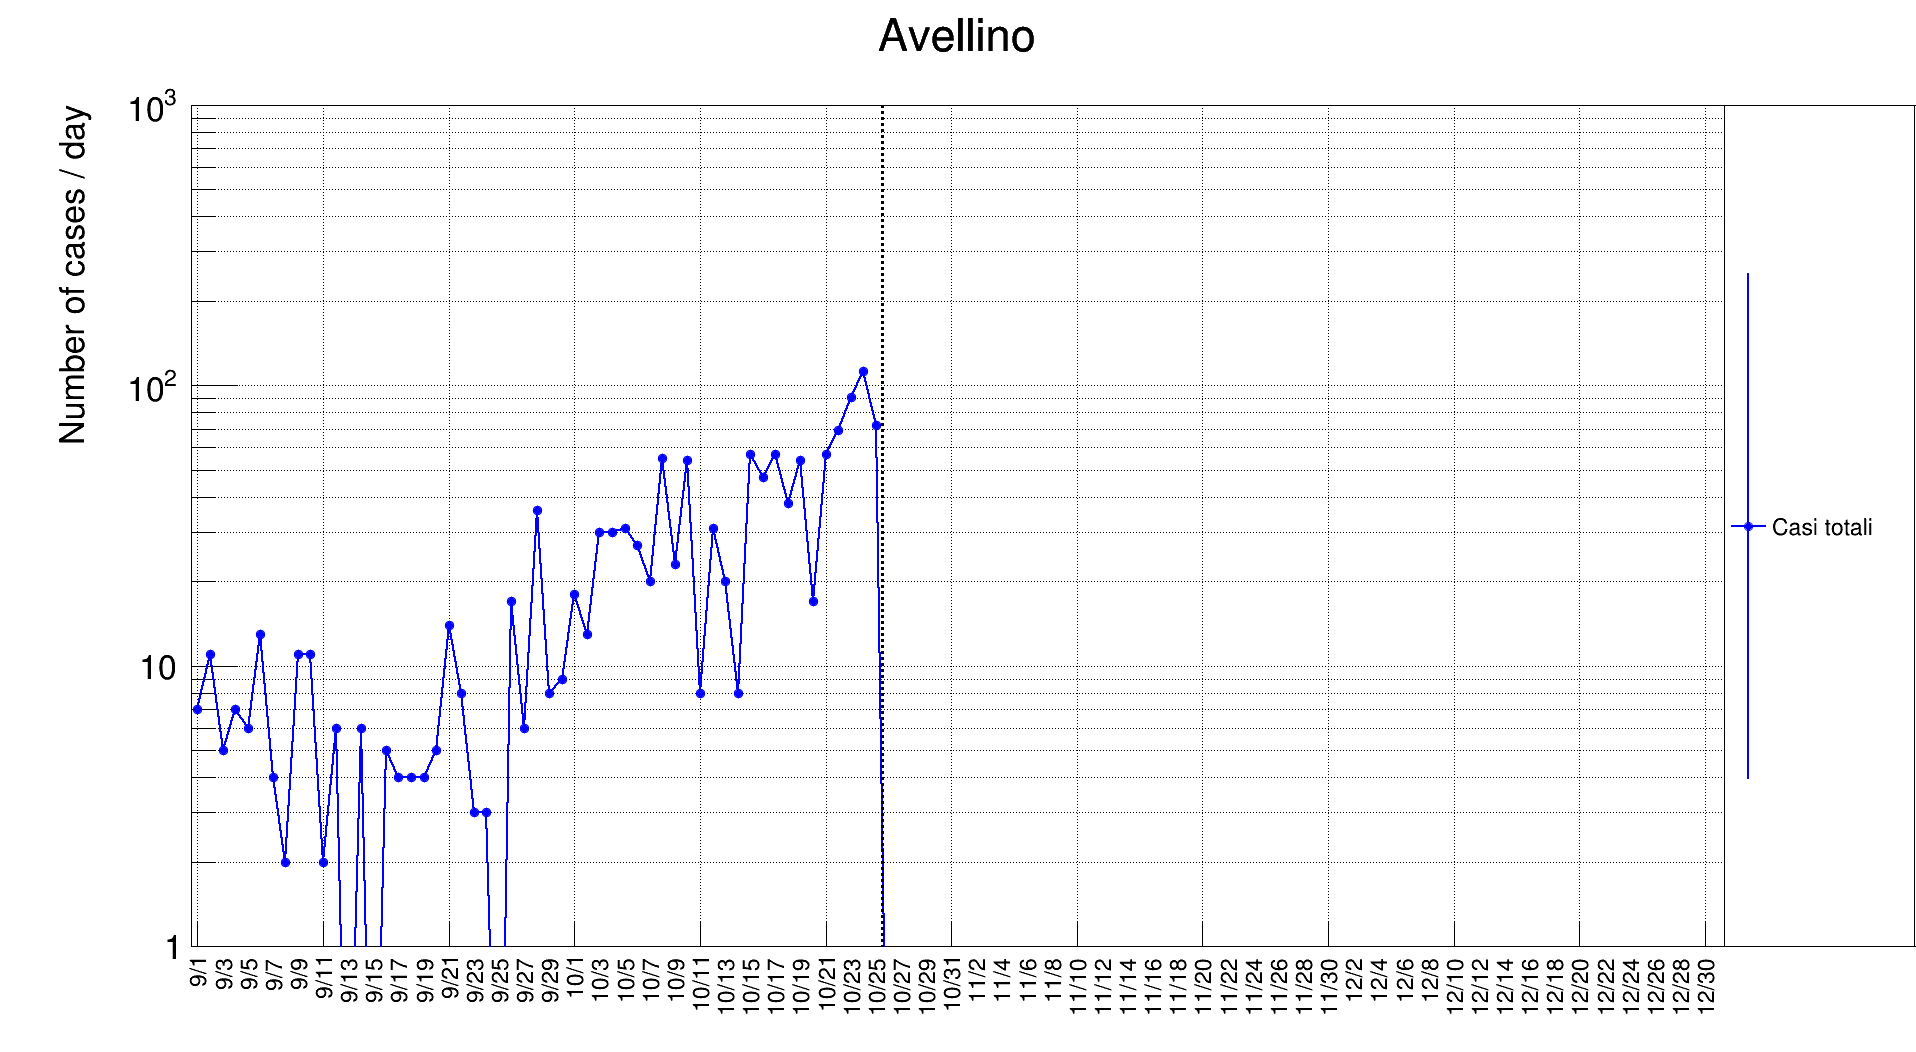 Avellino
Number of cases / day
10³
10²
10
1
9/1 9/3 9/5 9/7 9/9 9/11 9/13 9/15 9/17 9/19 9/21 9/23 9/25 9/27 9/29 10/1 10/3 10/5 10/7 10/9 10/11 10/13 10/15 10/17 10/19 10/21 10/23 10/25 10/27 10/29 10/31 11/2 11/4 11/6 11/8 11/10 11/12 11/14 11/16 11/18 11/20 11/22 11/24 11/26 11/28 11/30 12/2 12/4 12/6 12/8 12/10 12/12 12/14 12/16 12/18 12/20 12/22 12/24 12/26 12/28 12/30
Casi totali